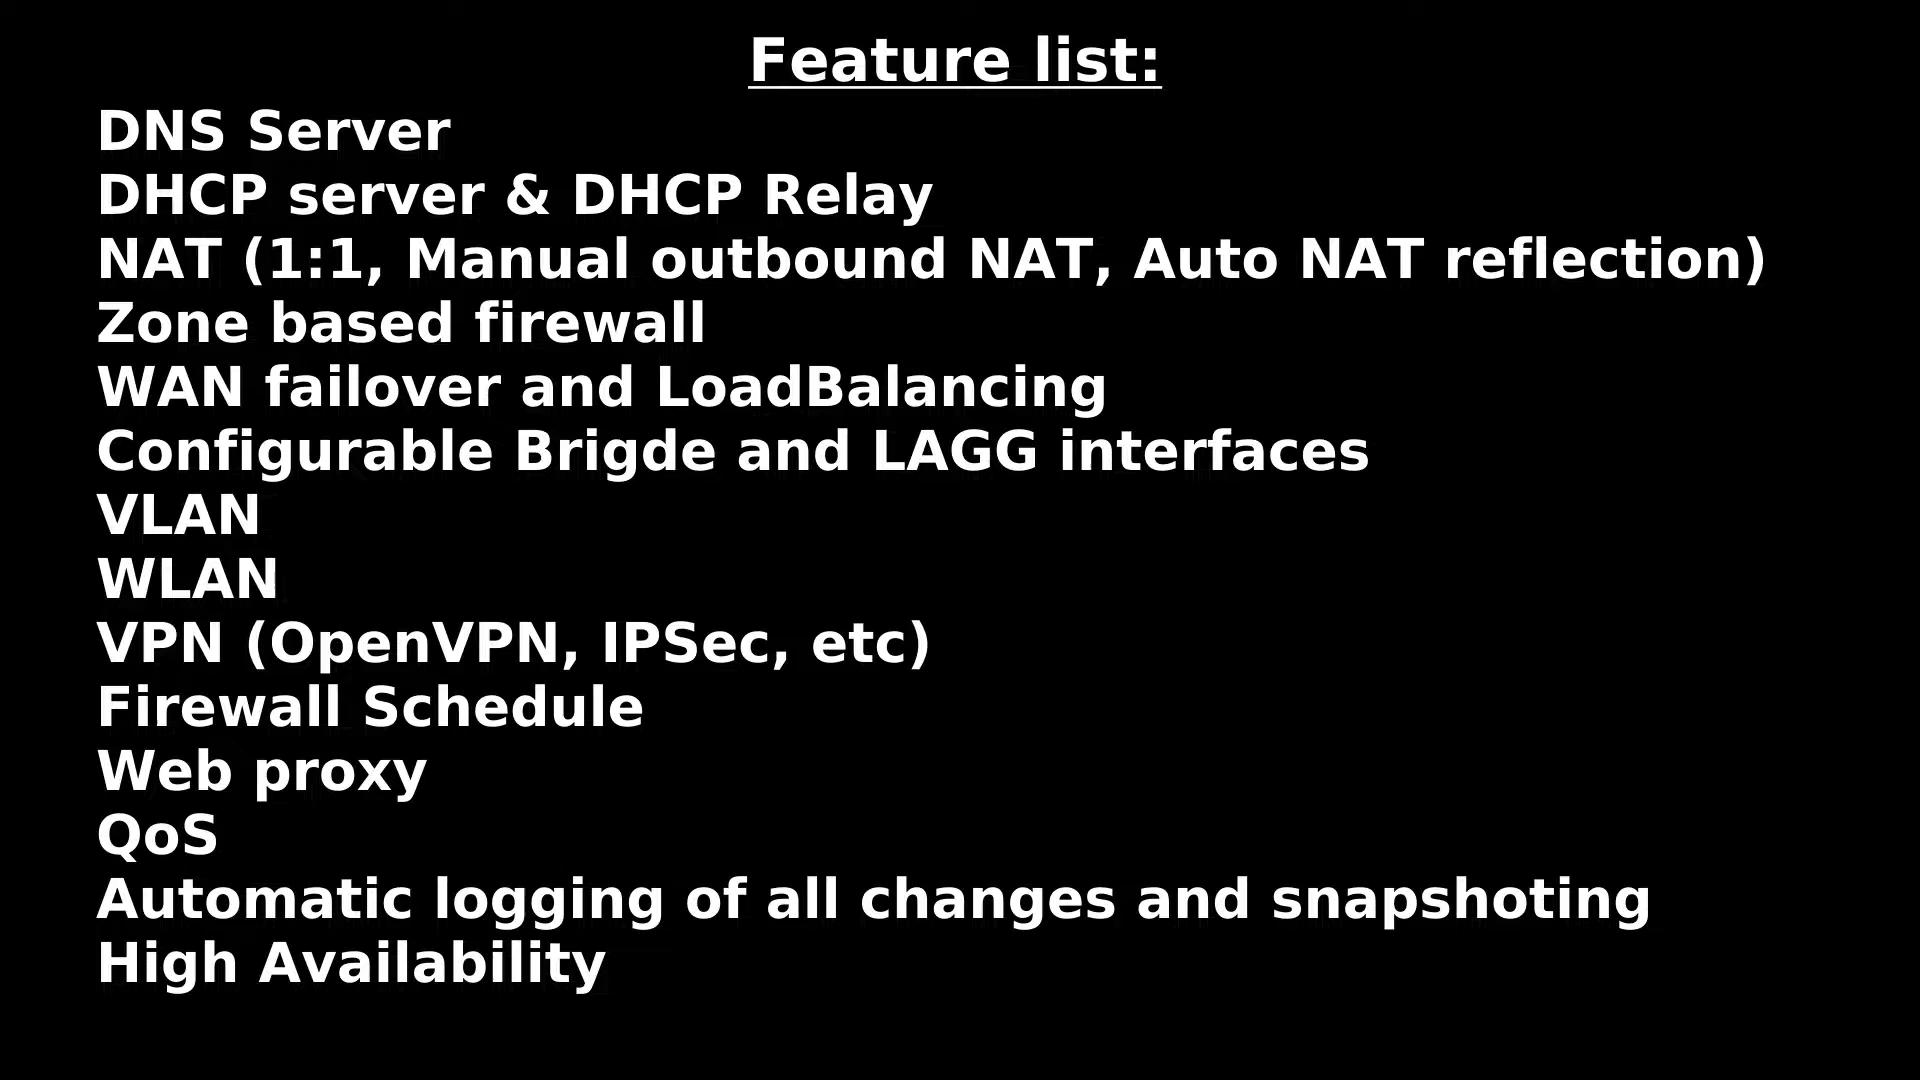 Feature list:
DNS Server
DHCP server & DHCP Relay
NAT (1:1, Manual outbound NAT, Auto NAT reflection)
Zone based firewall
WAN failover and LoadBalancing
Configurable Brigde and LAGG interfaces
VLAN
WLAN
VPN (OpenVPN, IPSec, etc)
Firewall Schedule
Web proxy
QoS
Automatic logging of all changes and snapshoting
High Availability